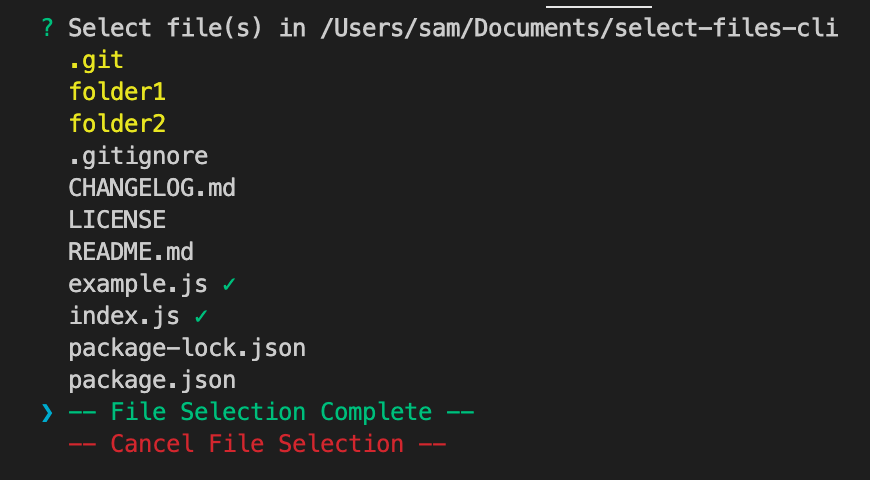 ? Select file(s) in /Users/sam/Documents/select-files-cli
.git
folder1
folder2
.gitignore
CHANGELOG.md
LICENSE
README.md
example.js ✓
index.js ✓
package-lock.json
package.json
❯ -- File Selection Complete --
-- Cancel File Selection --